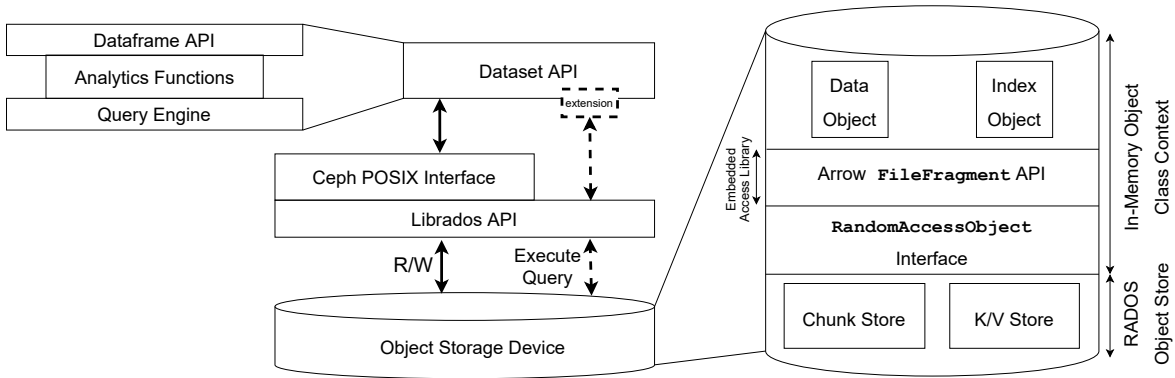 Dataframe API
Analytics Functions
Query Engine
Dataset API
extension
Ceph POSIX Interface
Librados API
R/W
Execute
Query
Object Storage Device
Data
Object
Index
Object
Embedded
Access Library
Arrow FileFragment API
RandomAccessObject
Interface
Chunk Store
K/V Store
In-Memory Object
Class Context
RADOS
Object Store